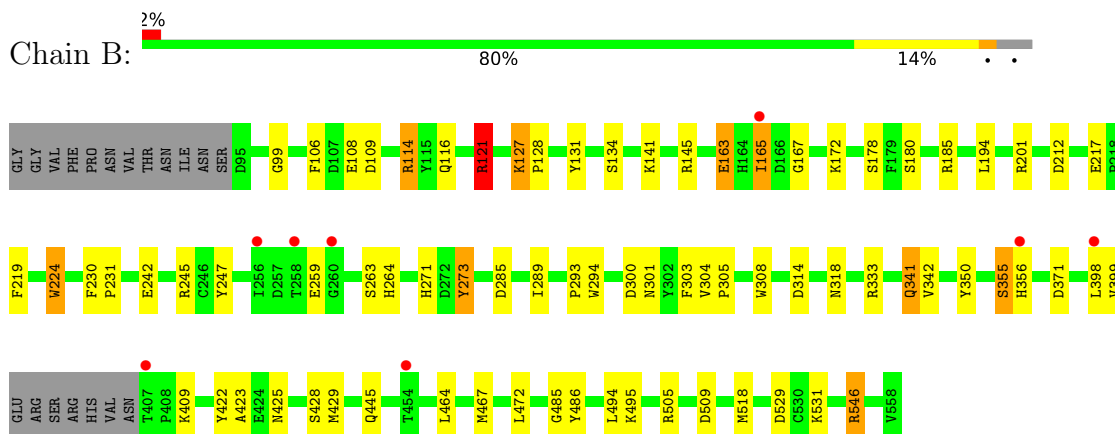 2%
Chain B:
80% 14% • •
GLY GLY VAL PHE PRO ASN VAL THR ASN ILE ASN SER D95 G99 F106 D107 E108 D109 R114 Y115 Q116 R121 K127 P128 Y131 S134 K141 R145 E163 H164 I165 D166 G167 K172 S178 F179 S180 R185 L194 R201 D212 E217 P218
F219 W224 F230 P231 E242 R245 C246 Y247 I256 D257 T258 E259 G260 S263 H264 H271 D272 Y273 D285 I289 P293 W294 D300 N301 Y302 F303 V304 P305 W308 D314 N318 R333 Q341 V342 Y350 S355 H356 D371 L398 V399
GLU ARG SER ARG HIS VAL ASN T407 P408 K409 Y422 A423 E424 N425 S428 M429 Q445 T454 L464 M467 L472 G485 Y486 L494 K495 R505 D509 M518 D529 C530 K531 R546 V558